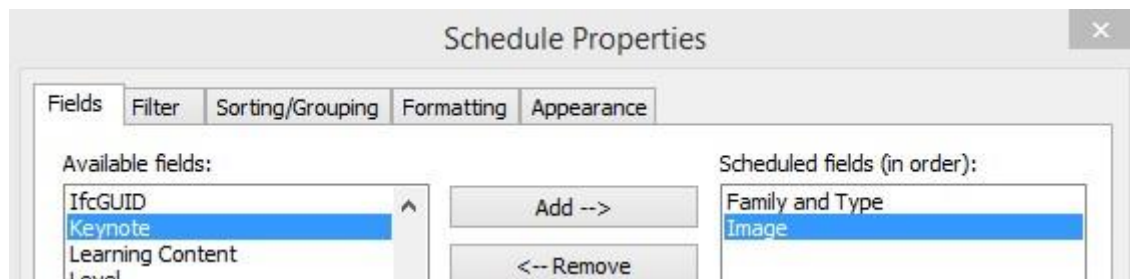 Schedule Properties
Fields Filter Sorting/Grouping Formatting Appearance
Available fields:
IfcGUID
Keynote
Learning Content
Level
Add -->
<-- Remove
Scheduled fields (in order):
Family and Type
Image